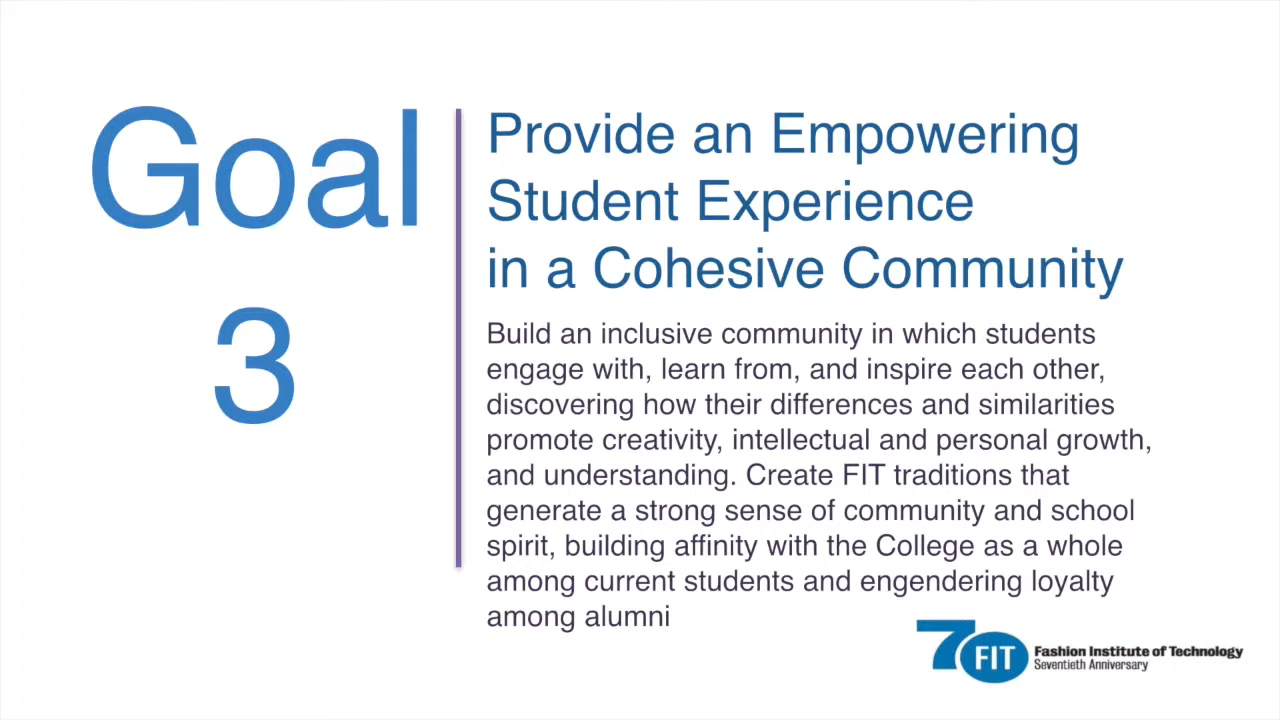 Goal
3
Provide an Empowering
Student Experience
in a Cohesive Community
Build an inclusive community in which students
engage with, learn from, and inspire each other,
discovering how their differences and similarities
promote creativity, intellectual and personal growth,
and understanding. Create FIT traditions that
generate a strong sense of community and school
spirit, building affinity with the College as a whole
among current students and engendering loyalty
among alumni
7 FIT
Fashion Institute of Technology
Seventieth Anniversary